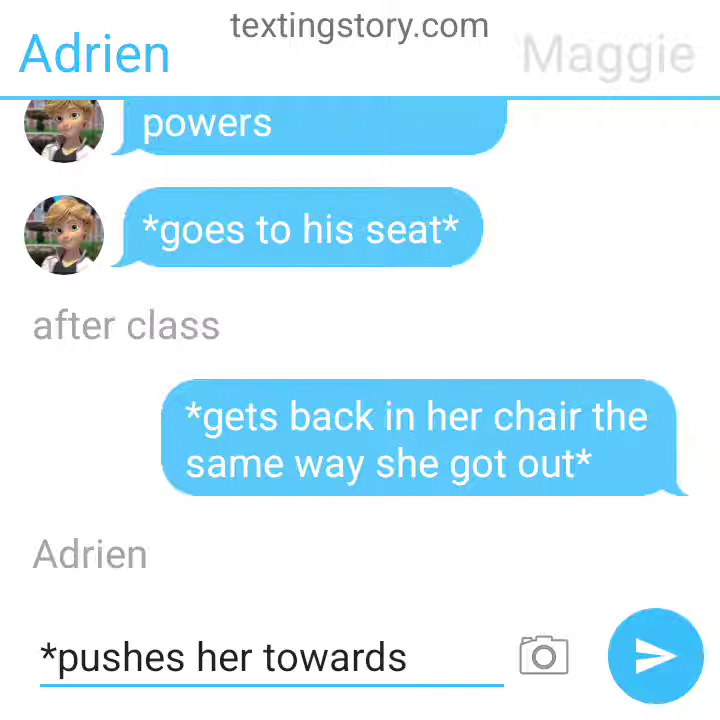 textingstory.com
Adrien
Maggie
powers
*goes to his seat*
after class
*gets back in her chair the
same way she got out*
Adrien
*pushes her towards